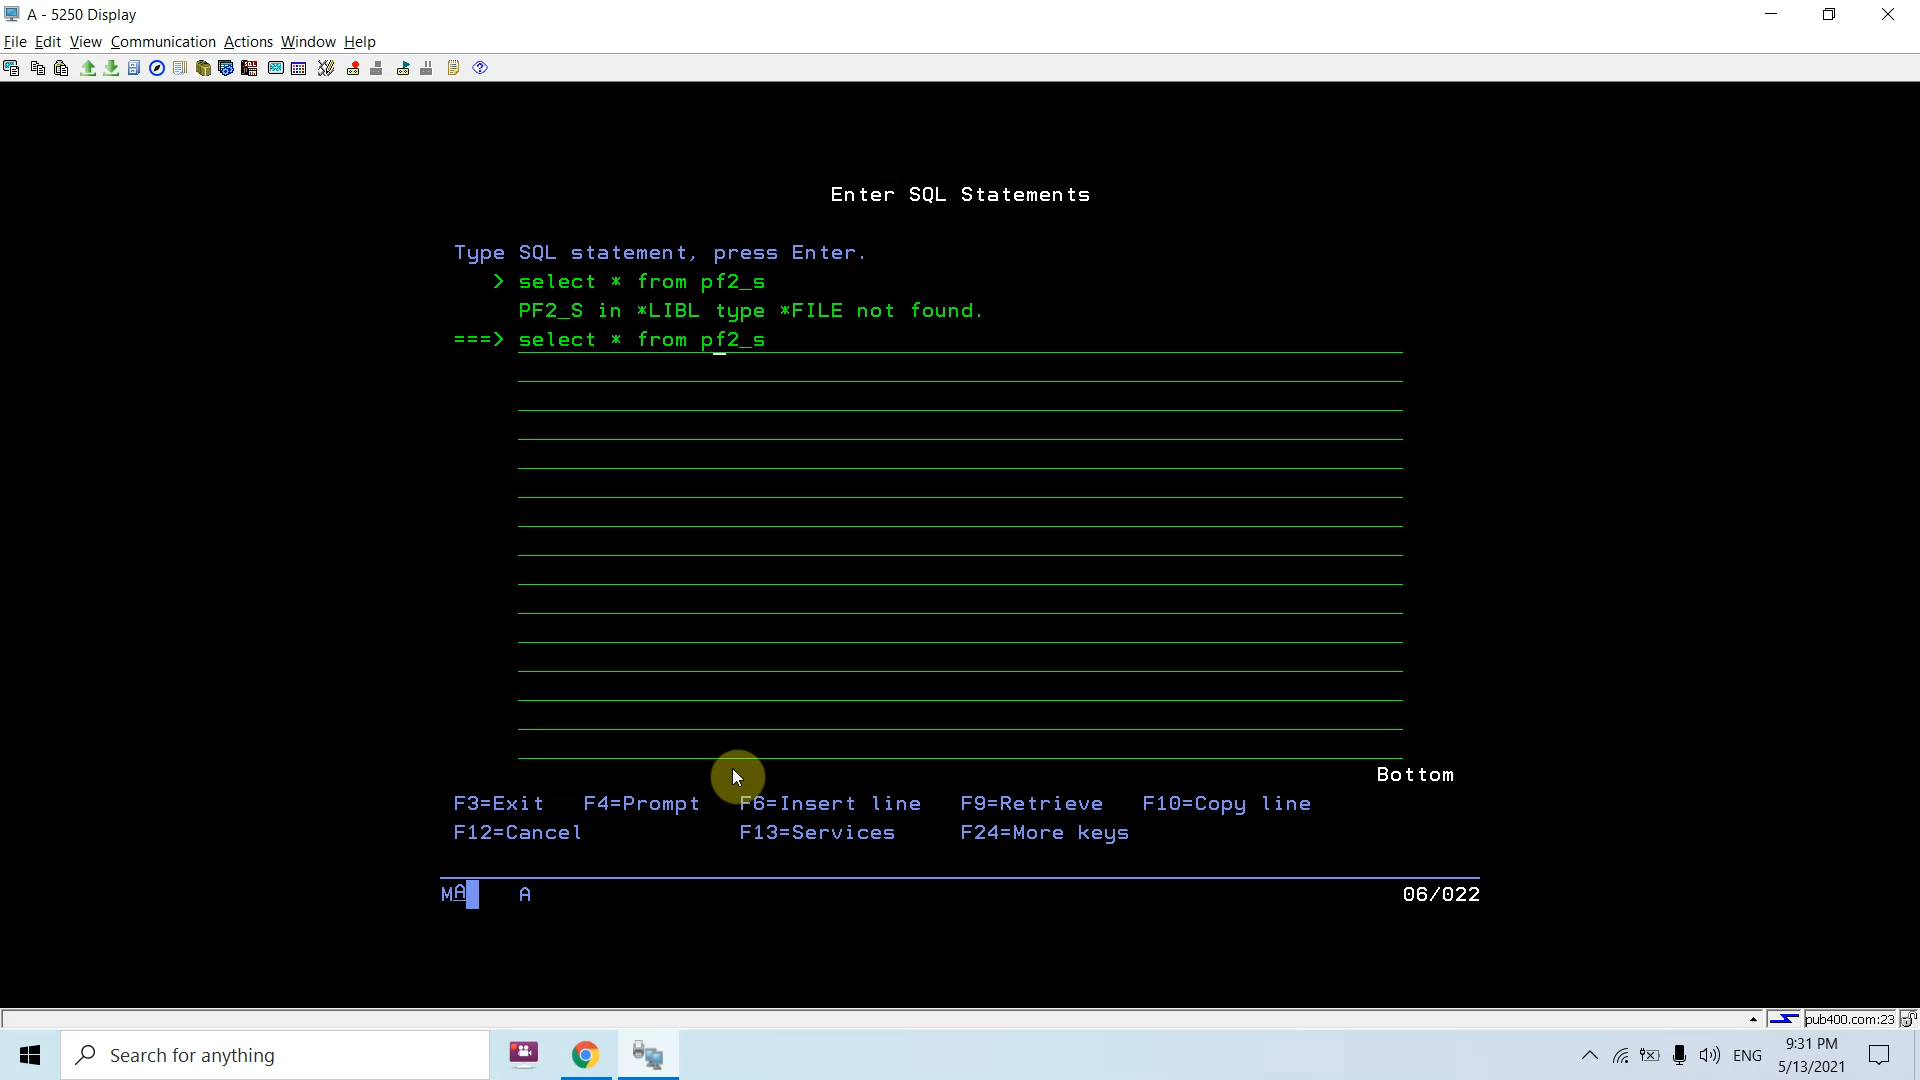 A - 5250 Display
File Edit View Communication Actions Window Help
Enter SQL Statements
Type SQL statement, press Enter.
> select * from pf2_s
PF2_S in *LIBL type *FILE not found.
===> select * from pf2_s
Bottom
F3=Exit F4=Prompt F6=Insert line F9=Retrieve F10=Copy line
F12=Cancel F13=Services F24=More keys
MA A 06/022
pub400.com:23
Search for anything
ENG
9:31 PM
5/13/2021